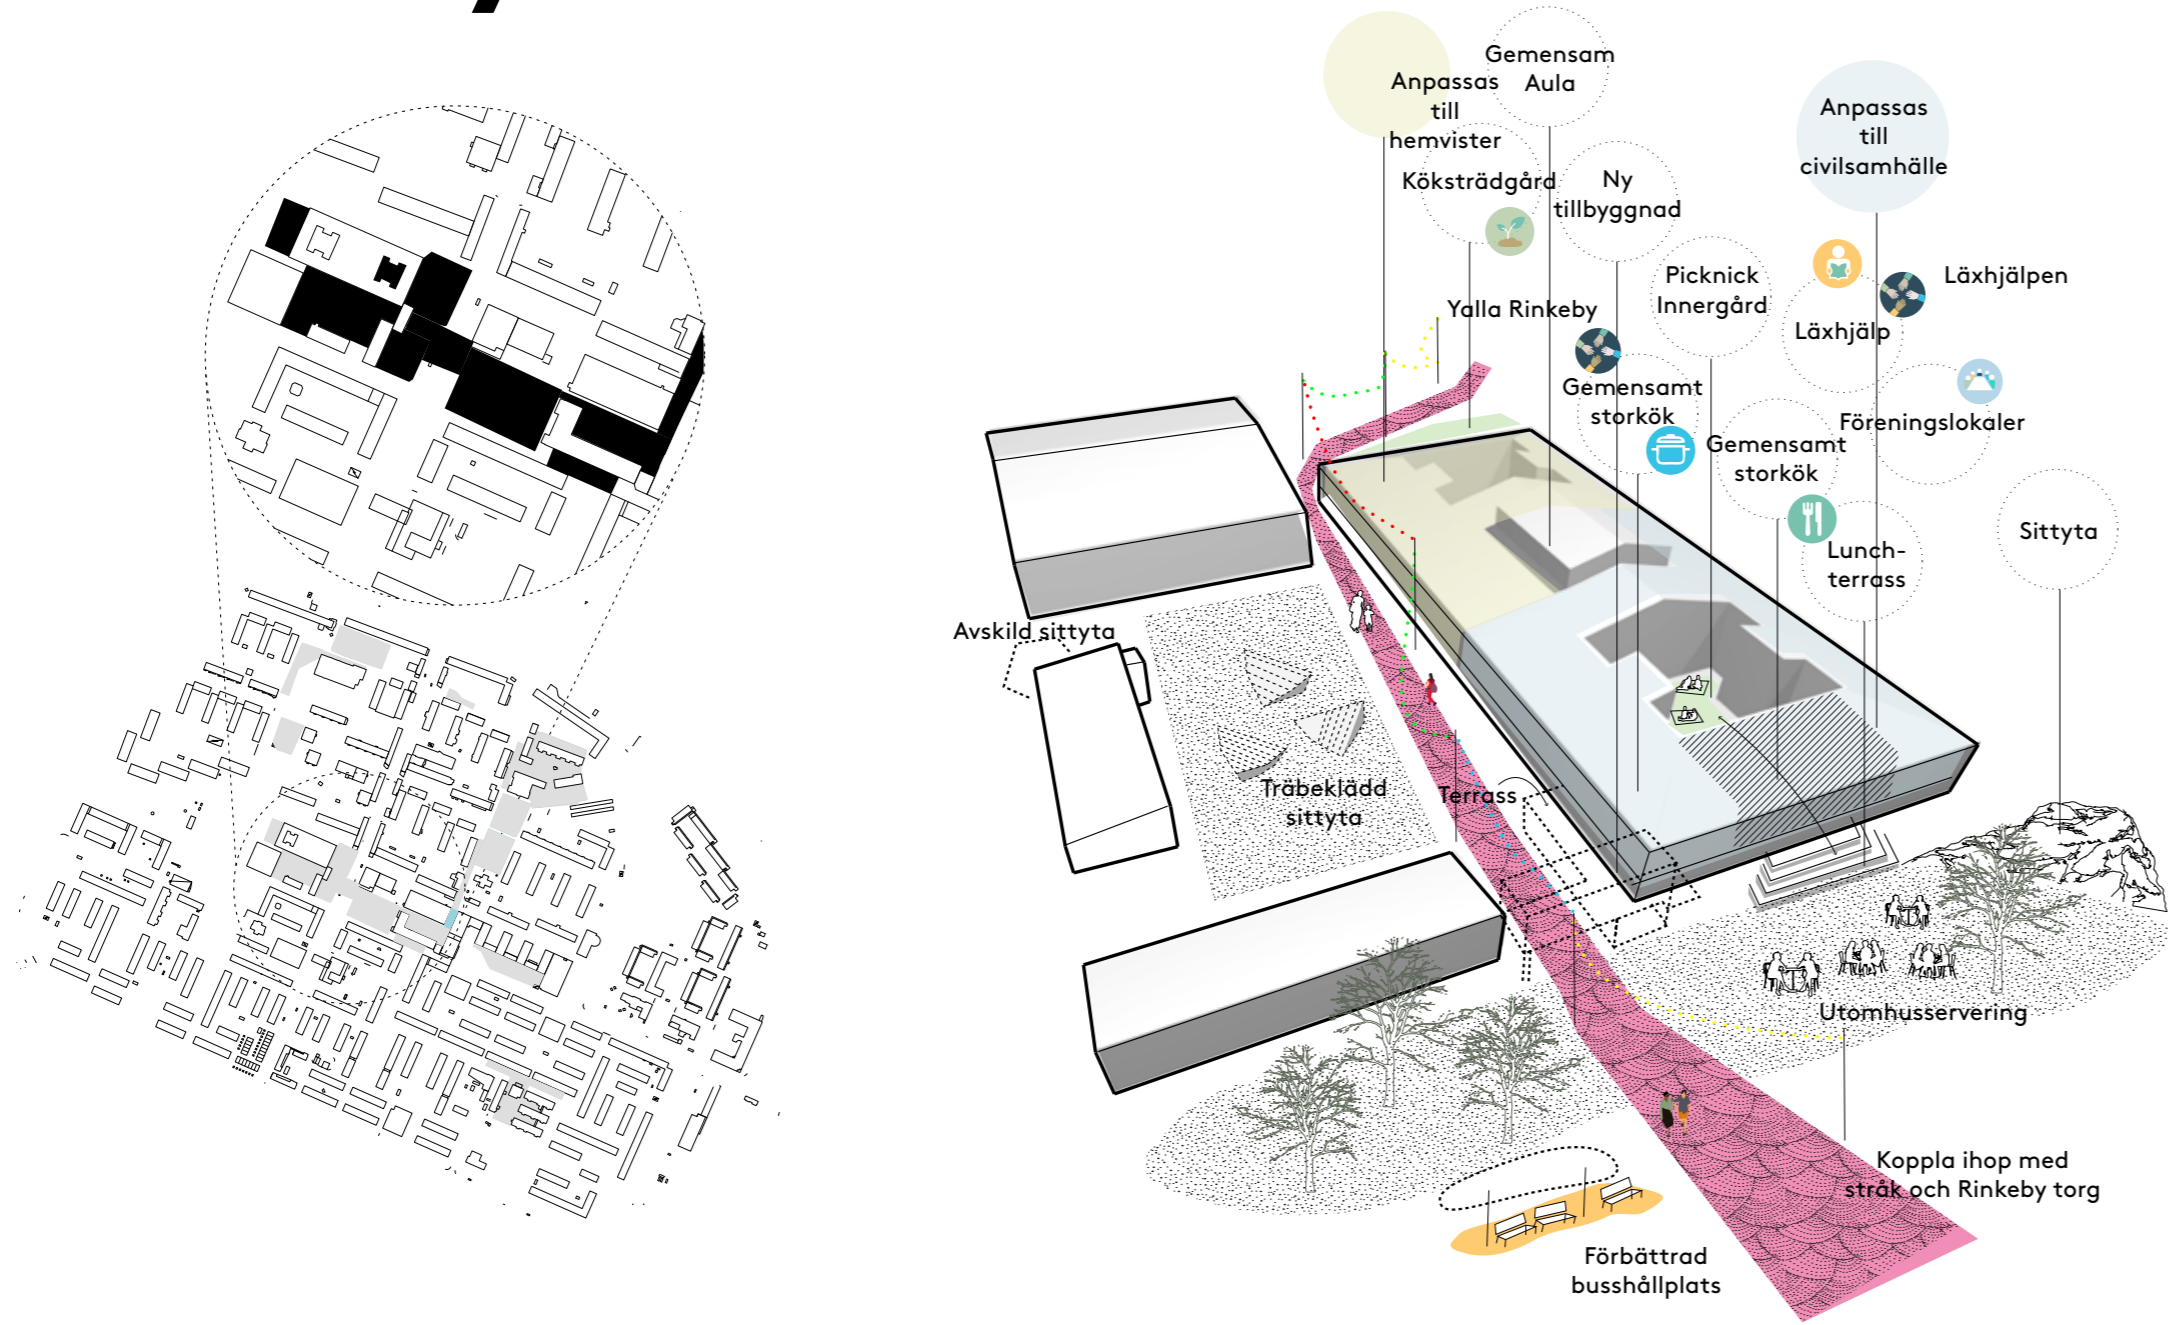 Gemensam
Aula
Anpassas
till
hemvister
Anpassas
till
civilsamhälle
Köksträdgård
Ny
tillbyggnad
Picknick
Innergård
Läxhjälpen
Yalla Rinkeby
Läxhjälp
Gemensamt
storkök
Föreningslokaler
Gemensamt
storkök
Sittyta
Lunch-
terrass
Avskild sittyta
Träbeklädd
sittyta
Terrass
Utomhusservering
Koppla ihop med
stråk och Rinkeby torg
Förbättrad
busshållplats